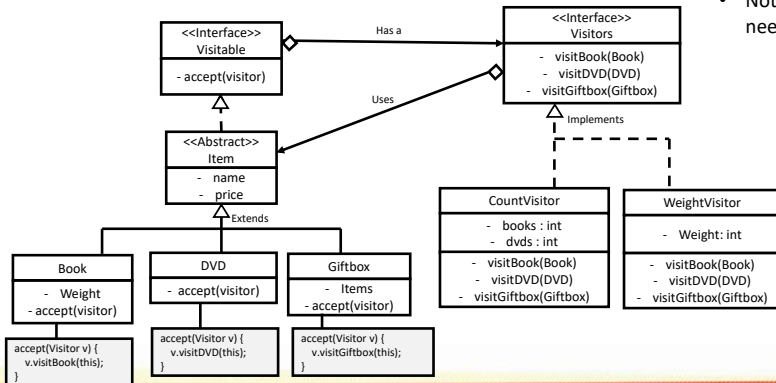 • Not
nee
<<Interface>>
Visitable
- accept(visitor)
Has a
<<Interface>>
Visitors
- visitBook(Book)
- visitDVD(DVD)
- visitGiftbox(Giftbox)
Uses
Implements
<<Abstract>>
Item
- name
- price
Extends
CountVisitor
- books : int
- dvds : int
- visitBook(Book)
- visitDVD(DVD)
- visitGiftbox(Giftbox)
WeightVisitor
- Weight: int
- visitBook(Book)
- visitDVD(DVD)
- visitGiftbox(Giftbox)
Book
- Weight
- accept(visitor)
DVD
- accept(visitor)
Giftbox
- Items
- accept(visitor)
accept(Visitor v) {
v.visitBook(this);
}
accept(Visitor v) {
v.visitDVD(this);
}
accept(Visitor v) {
v.visitGiftbox(this);
}